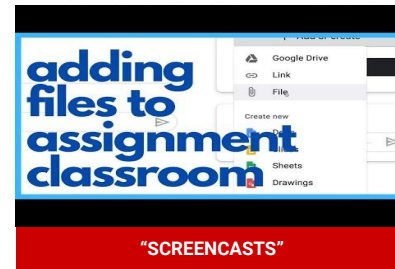 adding
files to
assignment
classroom
Google Drive
Link
File
Create new
Sheets
Drawings
“SCREENCASTS”